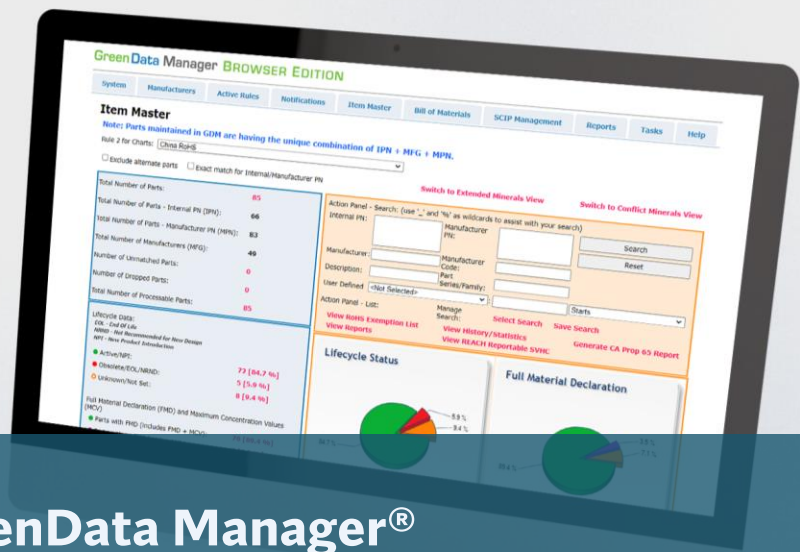 GreenData Manager BROWSER EDITION
System Manufacturers Active Rules Notifications Item Master Bill of Materials SCIP Management Reports Tasks Help
Item Master
Note: Parts maintained in GDM are having the unique combination of IPN + MFG + MPN.
Rule 2 for Charts: China RoHS
Exclude alternate parts Exact match for Internal/Manufacturer PN
Switch to Extended Minerals View Switch to Conflict Minerals View
Total Number of Parts: 85
Total Number of Parts - Internal PN (IPN): 66
Total Number of Parts - Manufacturer PN (MPN): 83
Total Number of Manufacturers (MFG): 49
Number of Unmatched Parts: 0
Number of Dropped Parts: 0
Total Number of Processable Parts: 85
Action Panel - Search: (use '_' and '%' as wildcards to assist with your search)
Internal PN: Manufacturer PN: Search
Reset
Manufacturer: Manufacturer Code:
Description: Part Series/Family:
User Defined <Not Selected> Starts
Action Panel - List: Manage Search: Select Search Save Search
View RoHS Exemption List View History/Statistics Generate CA Prop 65 Report
View Reports View REACH Reportable SVHC
Lifecycle Data:
EOL - End Of Life
NRND - Not Recommended for New Design
NPI - New Product Introduction
Active/NPI: 72 [84.7 %]
Obsolete/EOL/NRND: 5 [5.9 %]
Unknown/Not Set: 8 [9.4 %]
Full Material Declaration (FMD) and Maximum Concentration Values (MCV)
Parts with FMD (includes FMD + MCV):
Lifecycle Status
5.9 %
9.4 %
Full Material Declaration
enData Manager®